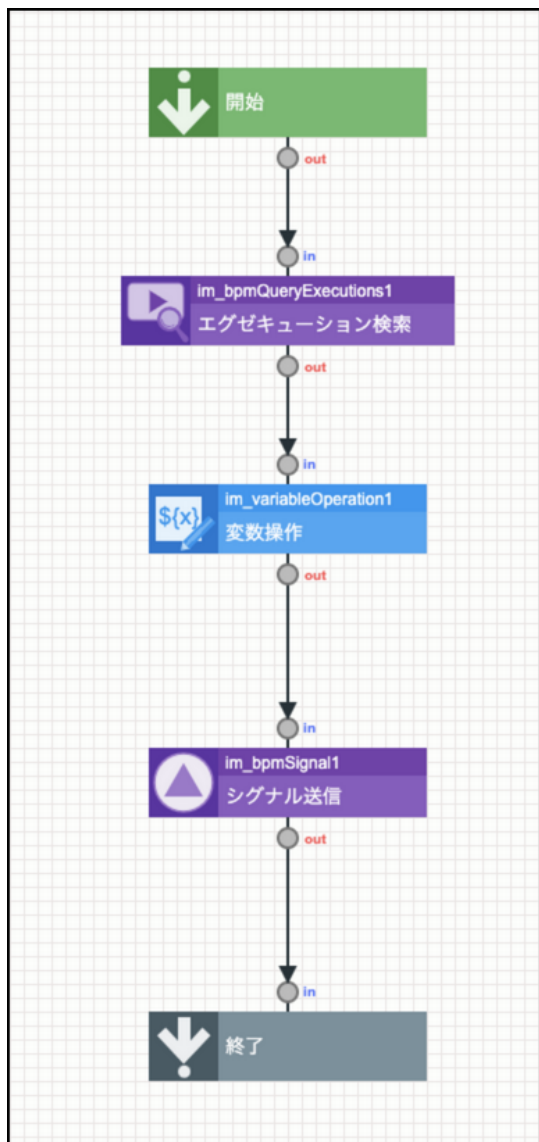 開始
out
in
im_bpmQueryExecutions1
エグゼキューション検索
out
in
im_variableOperation1
${x}
変数操作
out
in
im_bpmSignal1
シグナル送信
out
in
終了